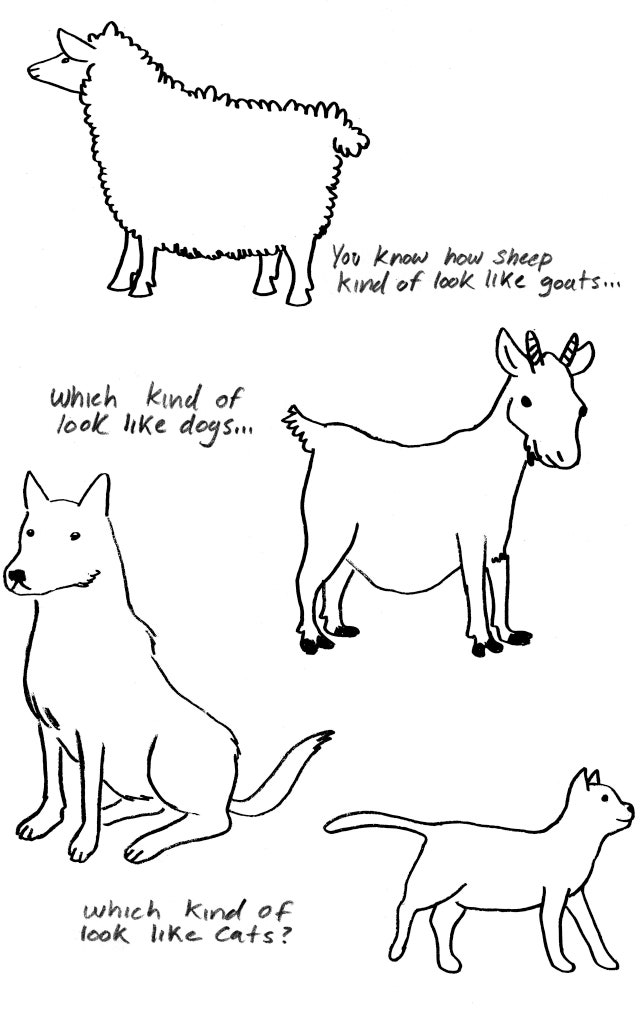 You know how sheep
kind of look like goats...
which kind of
look like dogs...
which kind of
look like cats?